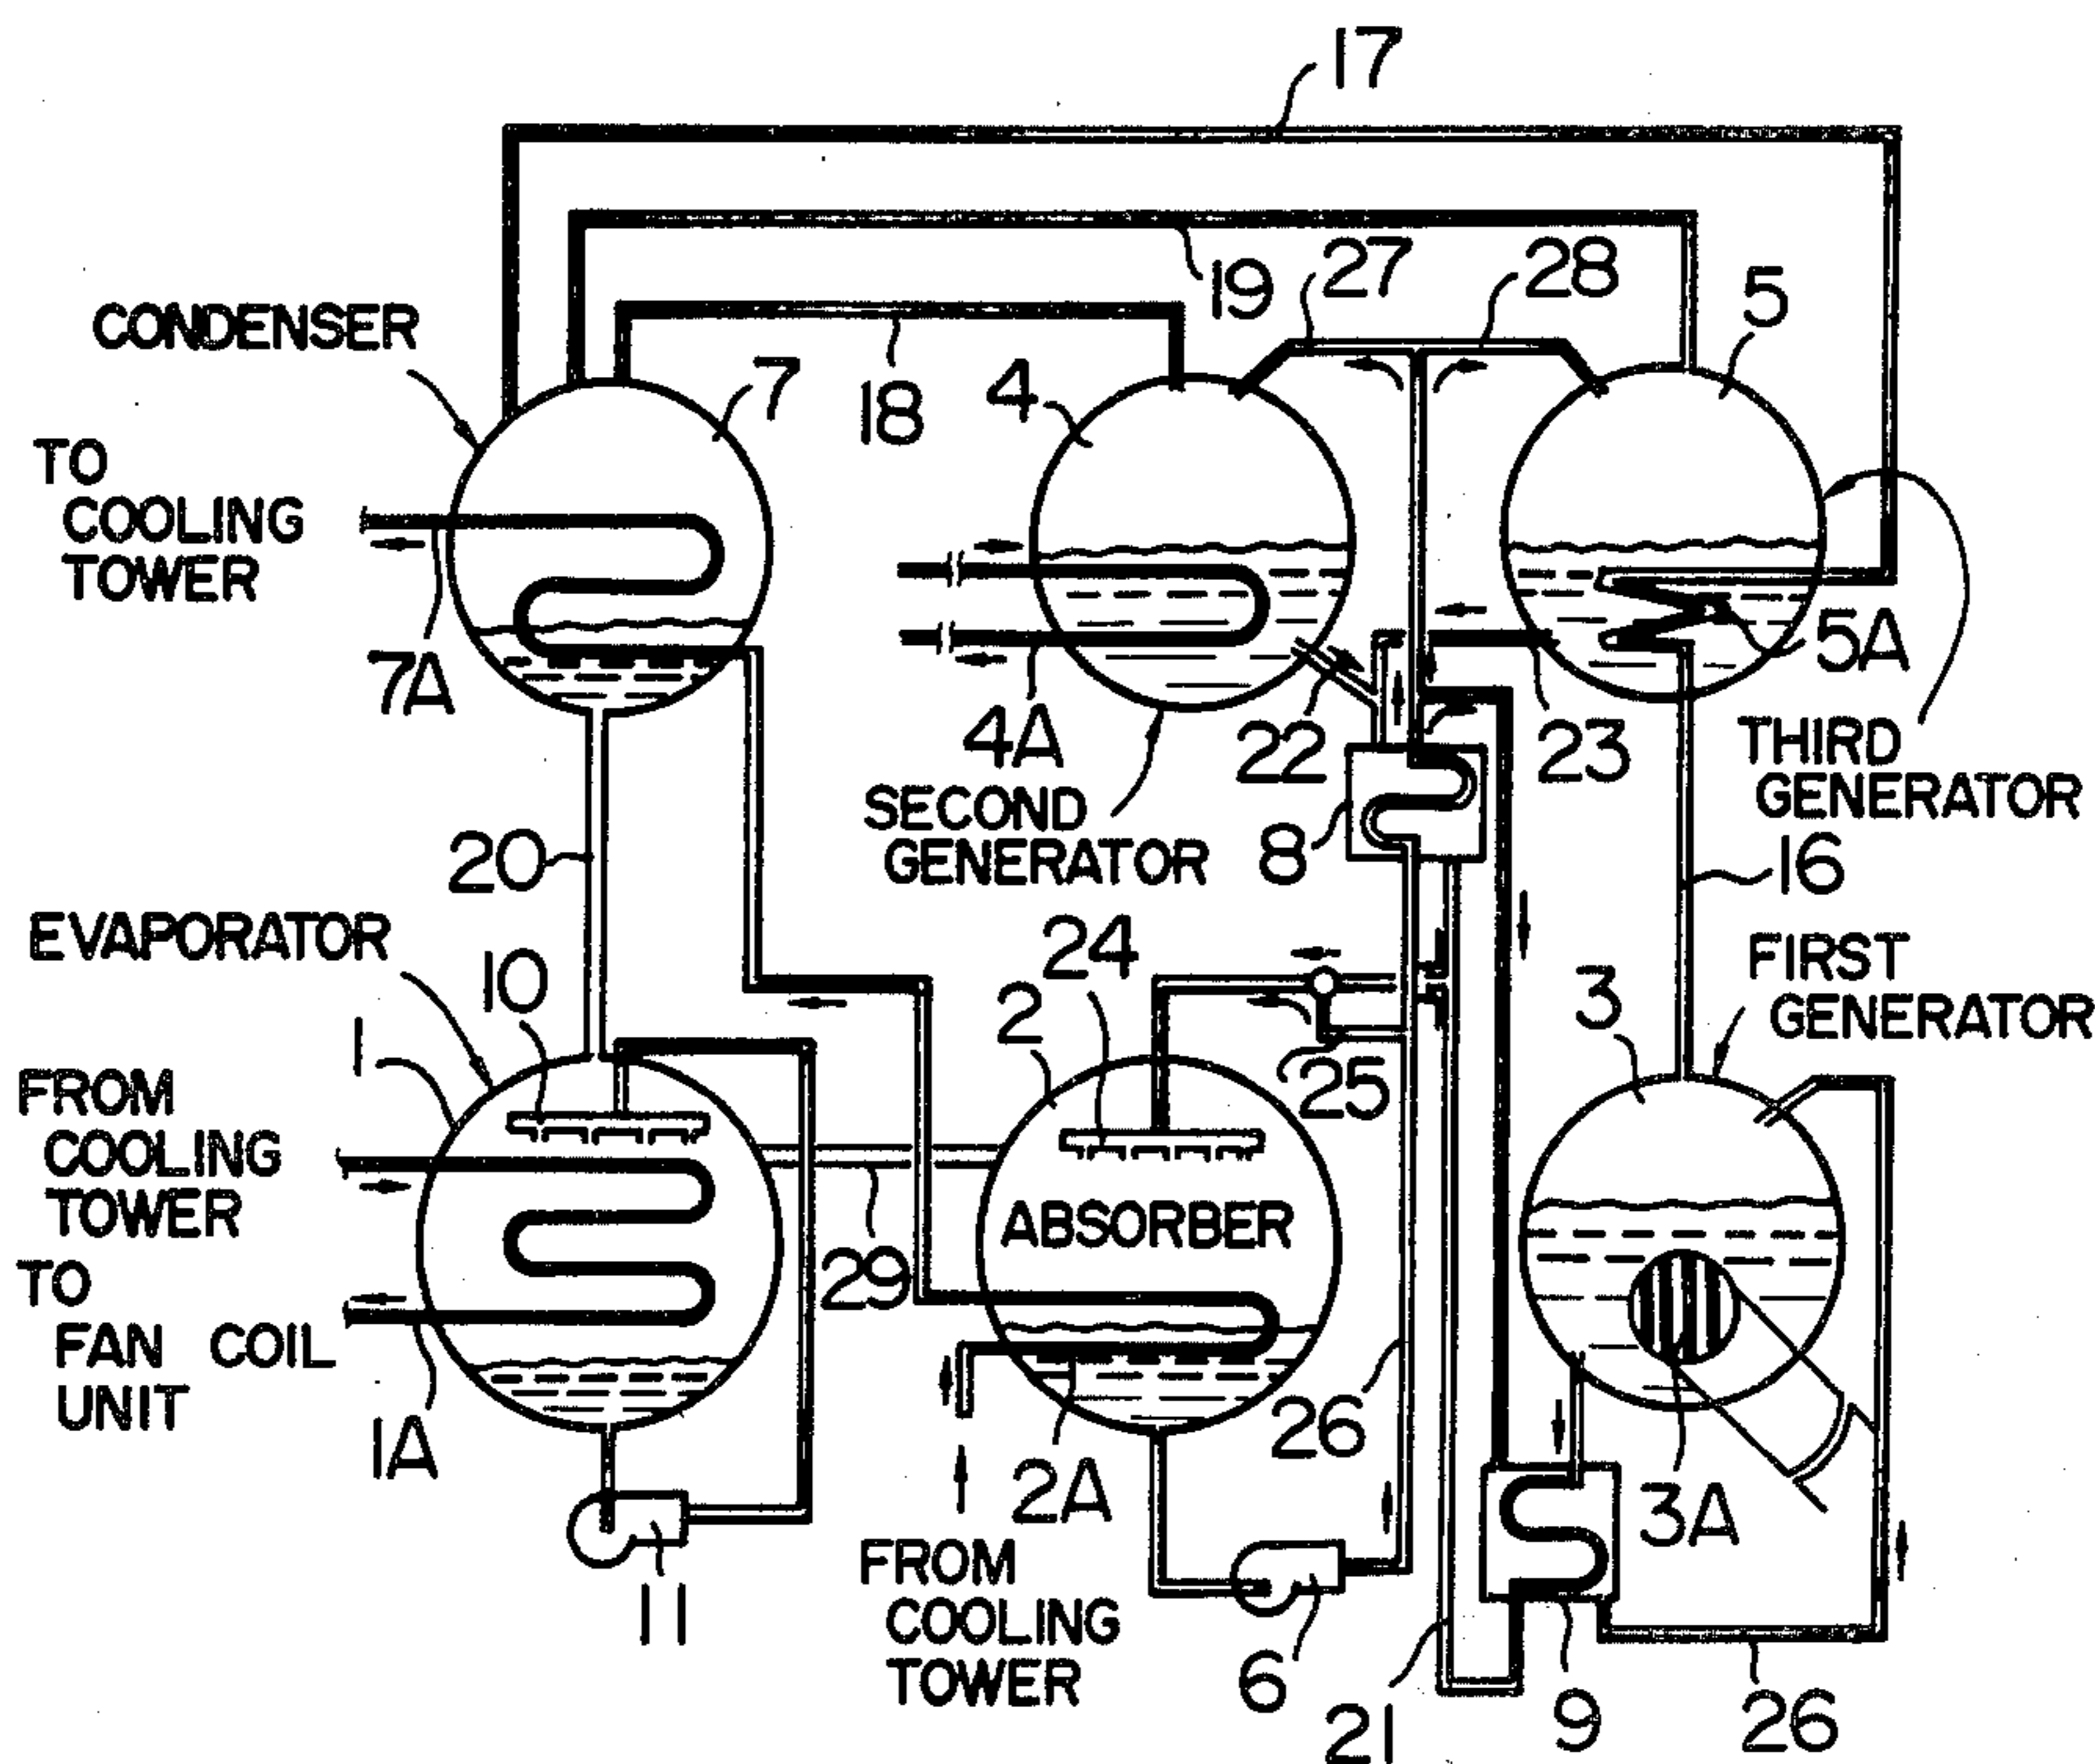 17
19
27
28
5
CONDENSER
7
18
4
TO
COOLING
TOWER
7A
4A
22
23
5A
THIRD
GENERATOR
SECOND
GENERATOR
8
16
20
EVAPORATOR
10
24
2
3
FIRST
GENERATOR
1
25
FROM
COOLING
TOWER
ABSORBER
29
TO
FAN COIL
UNIT
1A
2A
26
3A
11
FROM
COOLING
TOWER
6
21
9
26